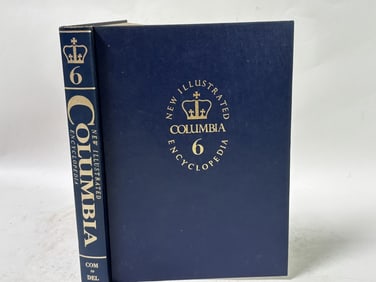 6
COLUMBIA
NEW ILLUSTRATED
ENCYCLOPEDIA
COM
to
DEL
NEW ILLUSTRATED
COLUMBIA
6
ENCYCLOPEDIA